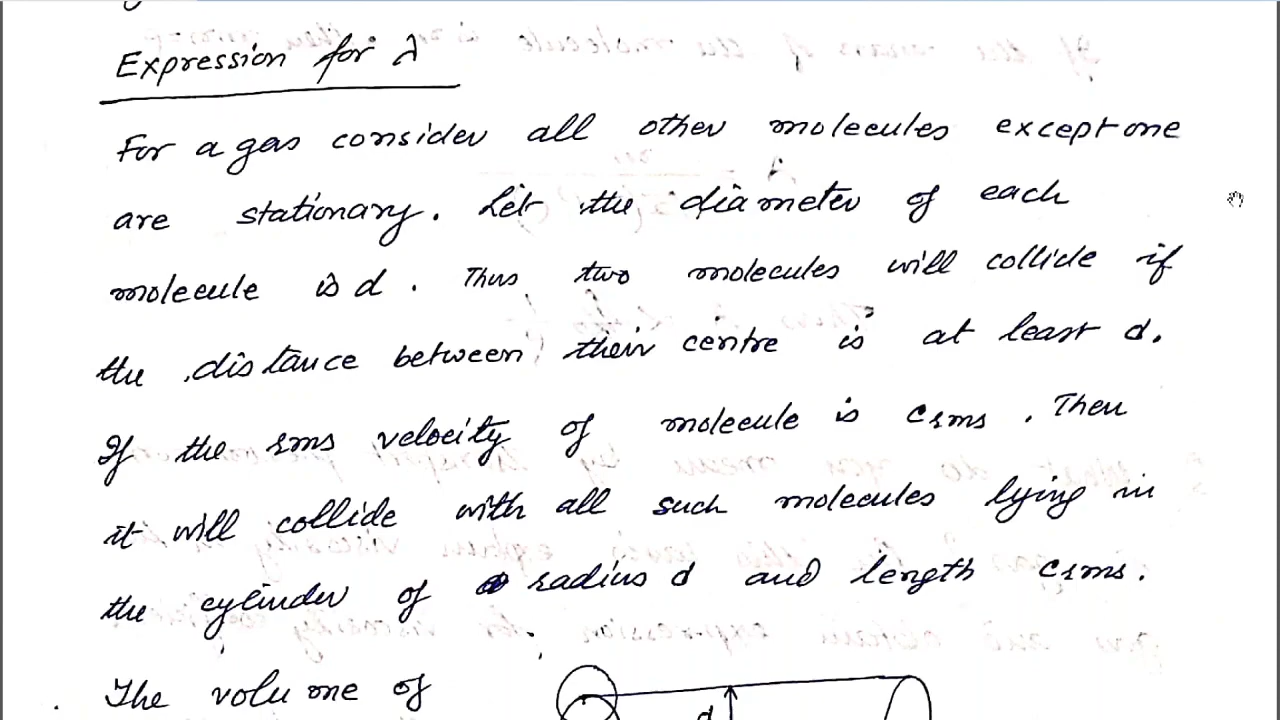 Expression for λ
For a gas consider all other molecules except one
are stationary. Let the diameter of each
molecule is d. Thus two molecules will collide if
the distance between their centre is at least d.
If the rms velocity of molecule is Crms. Then
it will collide with all such molecules lying in
the cylinder of radius d and length Crms.
The volume of
d